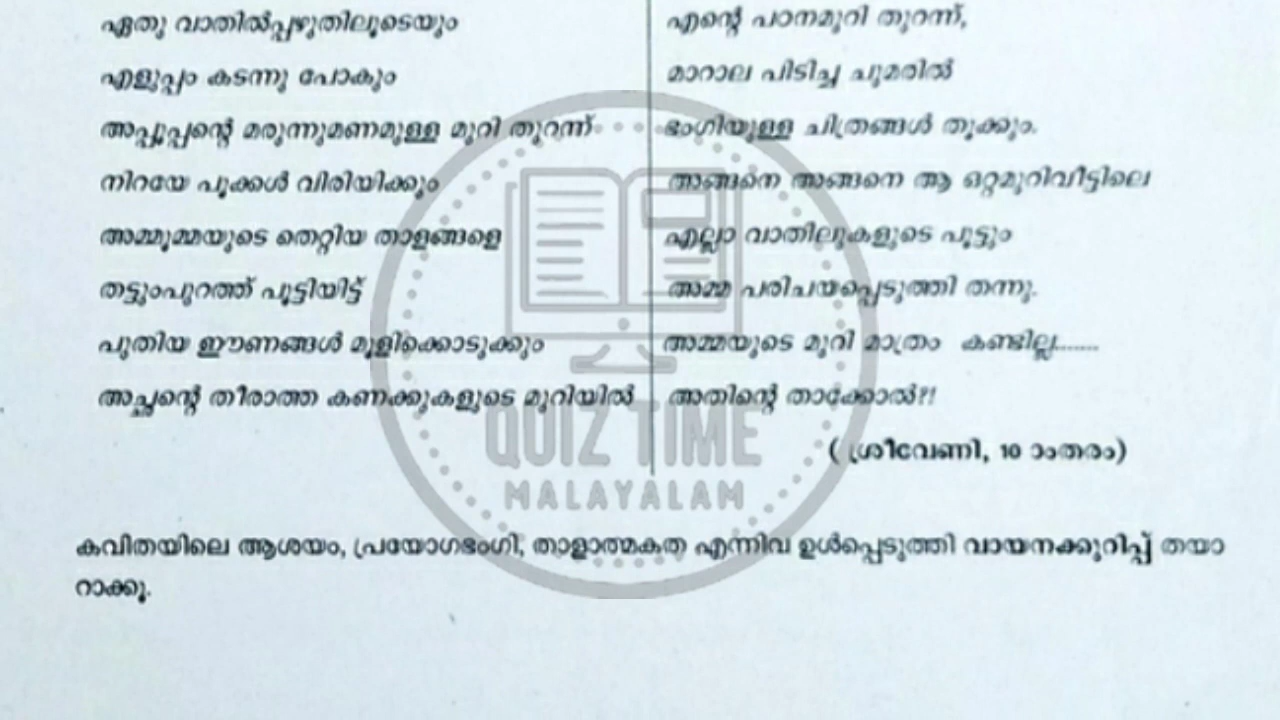 ഏതു വാതിൽപ്പഴുതിലൂടെയും
എളുപ്പം കടന്നു പോകും
അപ്പൂപ്പന്റെ മരുന്നുമണമുള്ള മുറി തുറന്ന്
നിറയേ പൂക്കൾ വിരിയിക്കും
അമ്മൂമ്മയുടെ തെറ്റിയ താളങ്ങളെ
തട്ടുംപുറത്ത് പൂട്ടിയിട്ട്
പുതിയ ഈണങ്ങൾ മൂളിക്കൊടുക്കും
അച്ഛന്റെ തീരാത്ത കണക്കുകളുടെ മുറിയിൽ
എന്റെ പഠനമുറി തുറന്ന്,
മാറാല പിടിച്ച ചുമരിൽ
ഭംഗിയുള്ള ചിത്രങ്ങൾ തൂക്കും.
അങ്ങനെ അങ്ങനെ ആ ഒറ്റമുറിവീട്ടിലെ
എല്ലാ വാതിലുകളുടെ പൂട്ടും
അമ്മ പരിചയപ്പെടുത്തി തന്നു.
അമ്മയുടെ മുറി മാത്രം കണ്ടില്ല.......
അതിന്റെ താക്കോൽ?!
( ശ്രീവേണി, 10 ാംതരം)
QUIZ TIME
MALAYALAM
കവിതയിലെ ആശയം, പ്രയോഗഭംഗി, താളാത്മകത എന്നിവ ഉൾപ്പെടുത്തി വായനക്കുറിപ്പ് തയാ
റാക്കൂ.